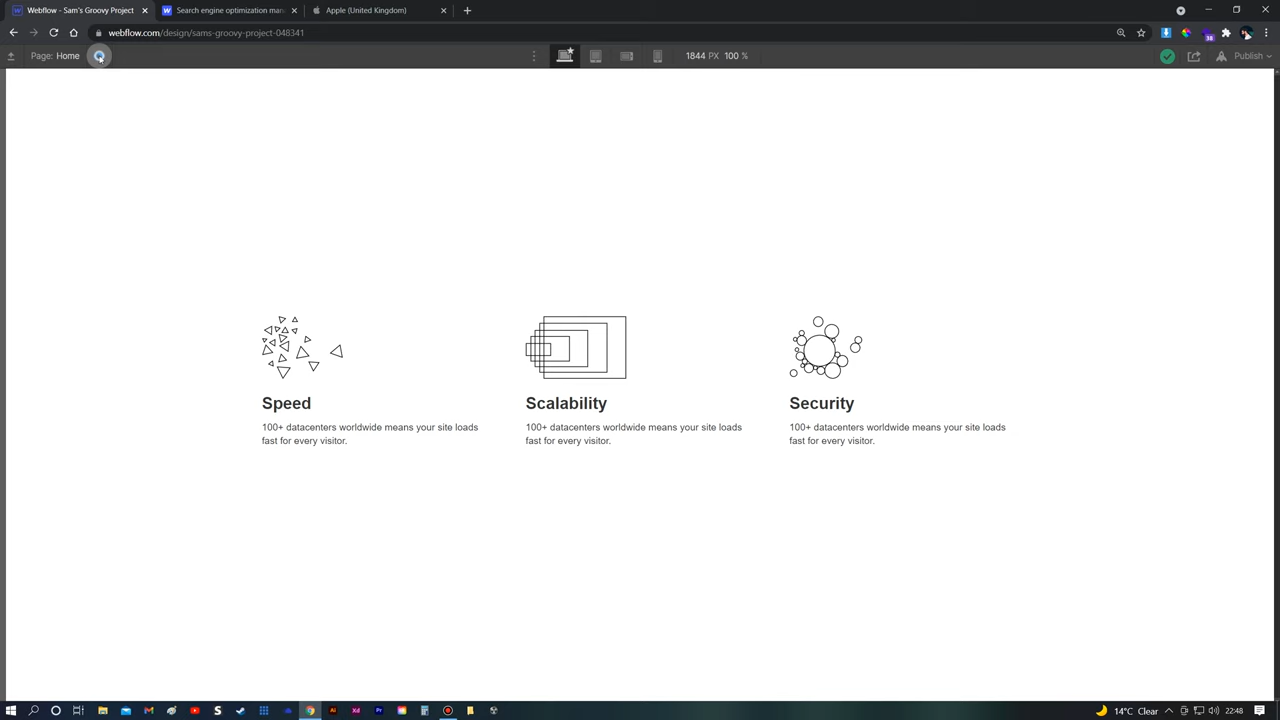 Webflow - Sam's Groovy Project
Search engine optimization man
Apple (United Kingdom)
webflow.com/design/sams-groovy-project-048341
38
Page: Home
1844 PX 100 %
Publish
Speed
100+ datacenters worldwide means your site loads
fast for every visitor.
Scalability
100+ datacenters worldwide means your site loads
fast for every visitor.
Security
100+ datacenters worldwide means your site loads
fast for every visitor.
14°C Clear
22:48